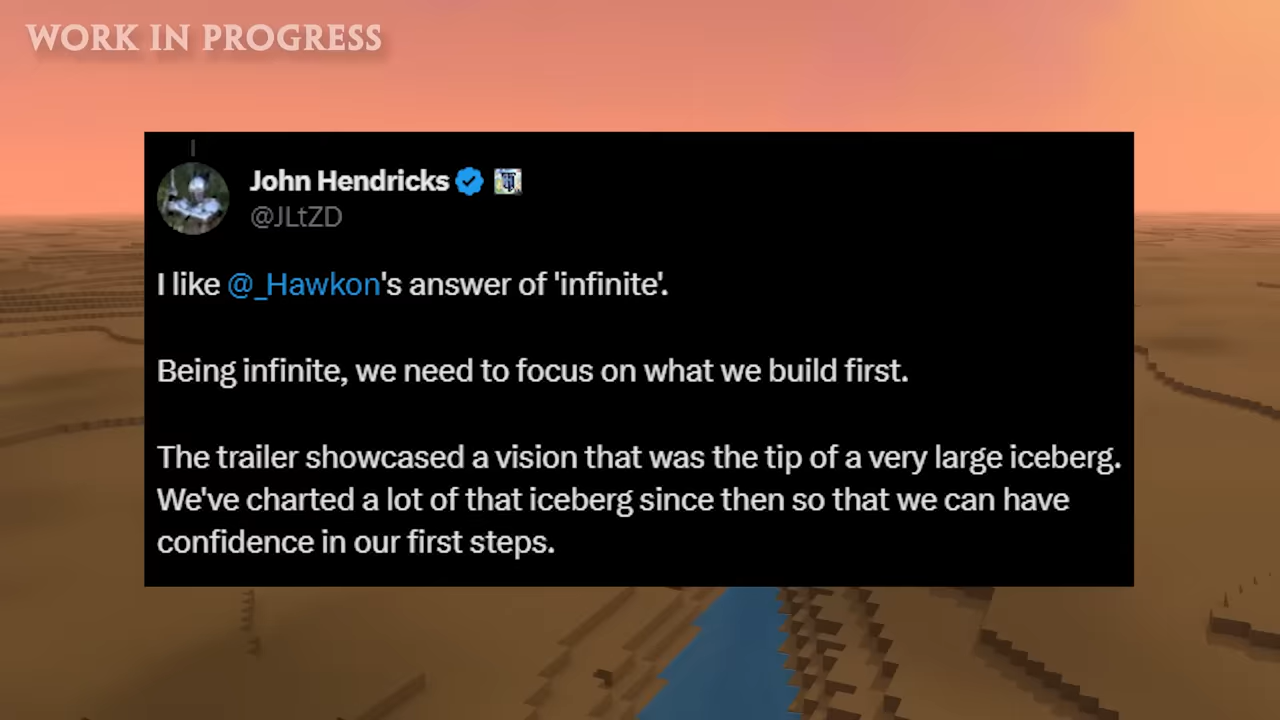 WORK IN PROGRESS
John Hendricks
@JLtZD
I like @_Hawkon's answer of 'infinite'.
Being infinite, we need to focus on what we build first.
The trailer showcased a vision that was the tip of a very large iceberg.
We've charted a lot of that iceberg since then so that we can have
confidence in our first steps.